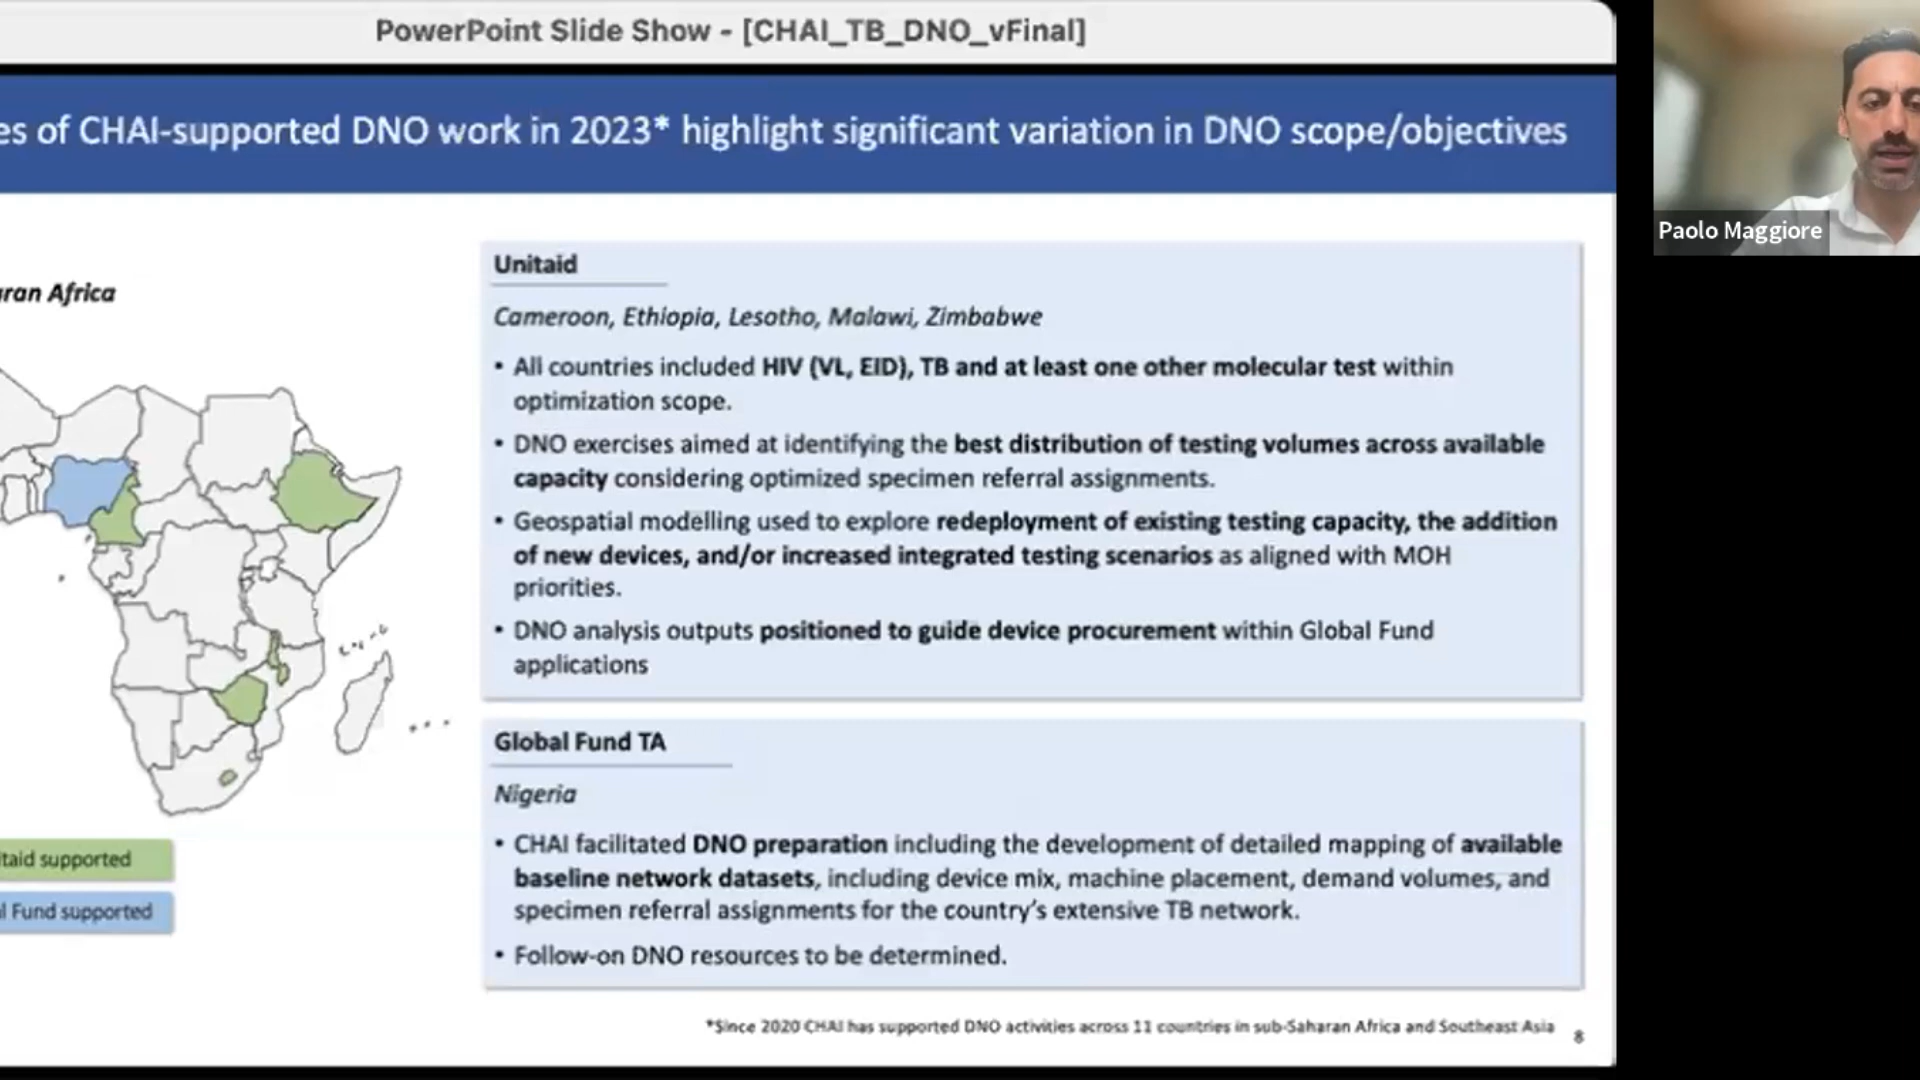 PowerPoint Slide Show - [CHAI_TB_DNO_vFinal]
es of CHAI-supported DNO work in 2023* highlight significant variation in DNO scope/objectives
Paolo Maggiore
ran Africa
itaid supported
l Fund supported
Unitaid
Cameroon, Ethiopia, Lesotho, Malawi, Zimbabwe
• All countries included HIV (VL, EID), TB and at least one other molecular test within
optimization scope.
• DNO exercises aimed at identifying the best distribution of testing volumes across available
capacity considering optimized specimen referral assignments.
• Geospatial modelling used to explore redeployment of existing testing capacity, the addition
of new devices, and/or increased integrated testing scenarios as aligned with MOH
priorities.
• DNO analysis outputs positioned to guide device procurement within Global Fund
applications
Global Fund TA
Nigeria
• CHAI facilitated DNO preparation including the development of detailed mapping of available
baseline network datasets, including device mix, machine placement, demand volumes, and
specimen referral assignments for the country's extensive TB network.
• Follow-on DNO resources to be determined.
*Since 2020 CHAI has supported DNO activities across 11 countries in sub-Saharan Africa and Southeast Asia
8